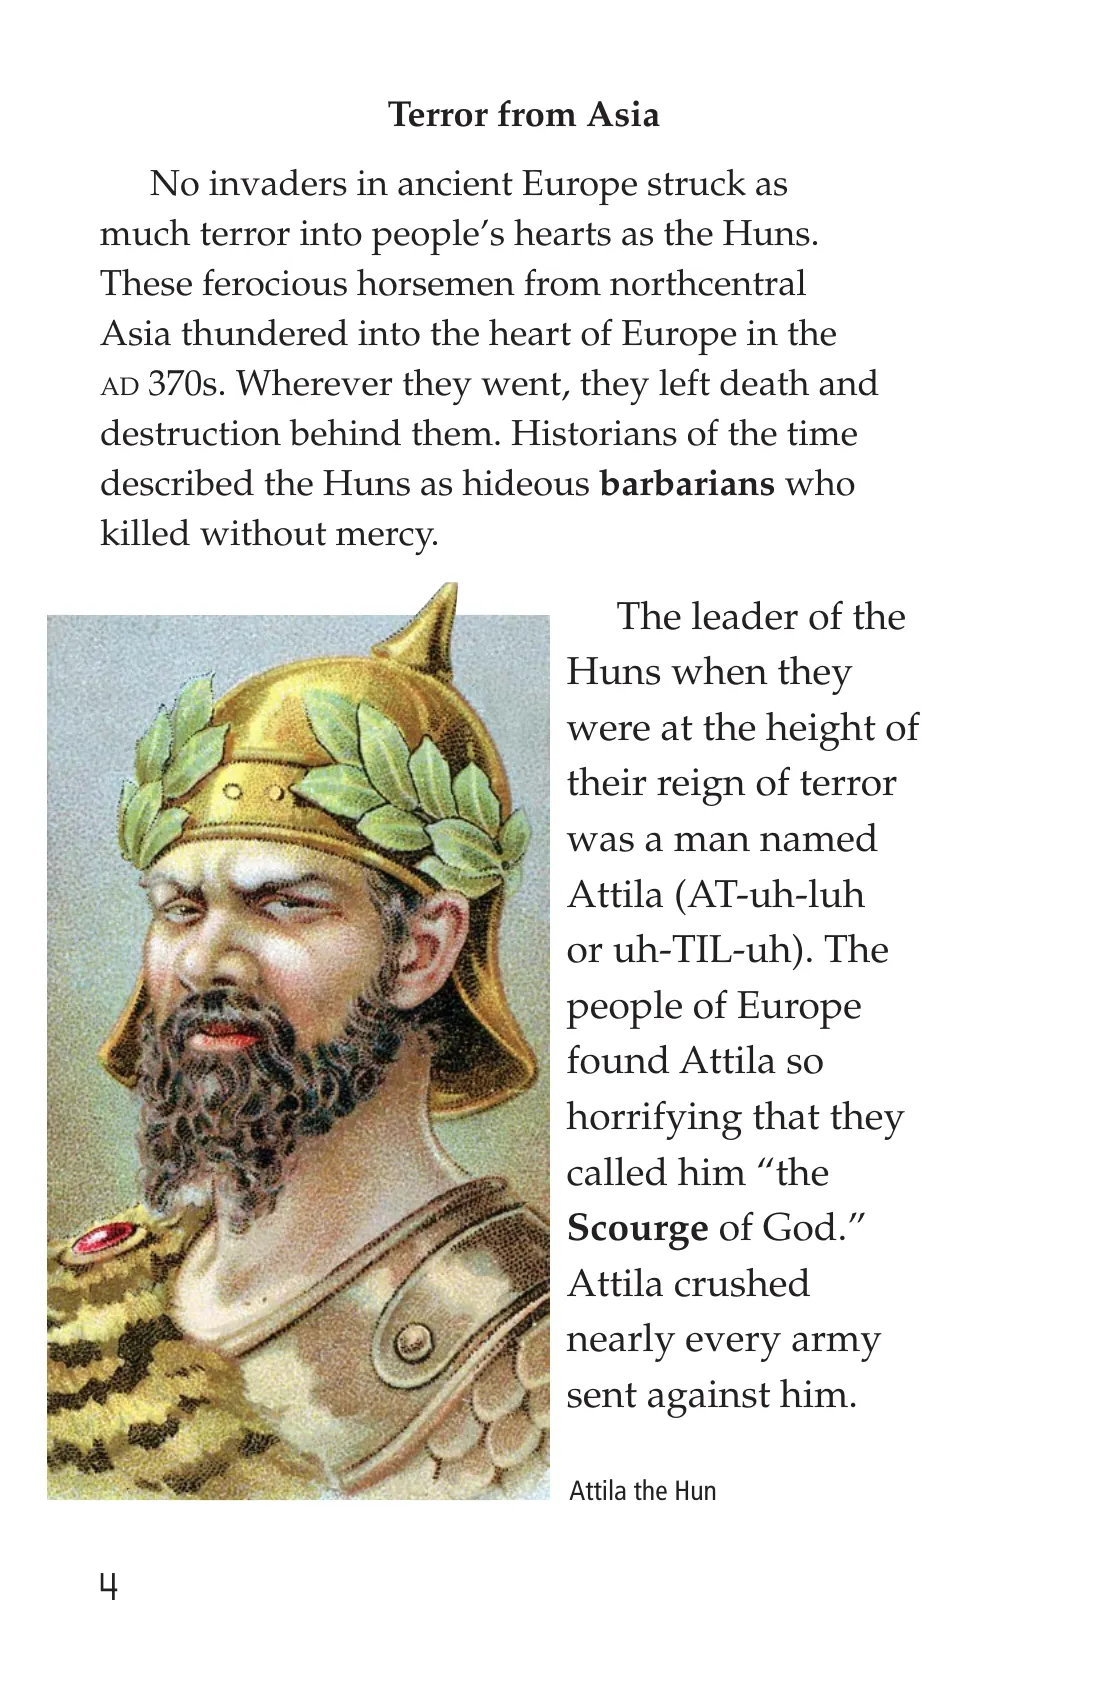 Terror from Asia
No invaders in ancient Europe struck as
much terror into people’s hearts as the Huns.
These ferocious horsemen from northcentral
Asia thundered into the heart of Europe in the
AD 370s. Wherever they went, they left death and
destruction behind them. Historians of the time
described the Huns as hideous barbarians who
killed without mercy.
The leader of the
Huns when they
were at the height of
their reign of terror
was a man named
Attila (AT-uh-luh
or uh-TIL-uh). The
people of Europe
found Attila so
horrifying that they
called him “the
Scourge of God.”
Attila crushed
nearly every army
sent against him.
Attila the Hun
4